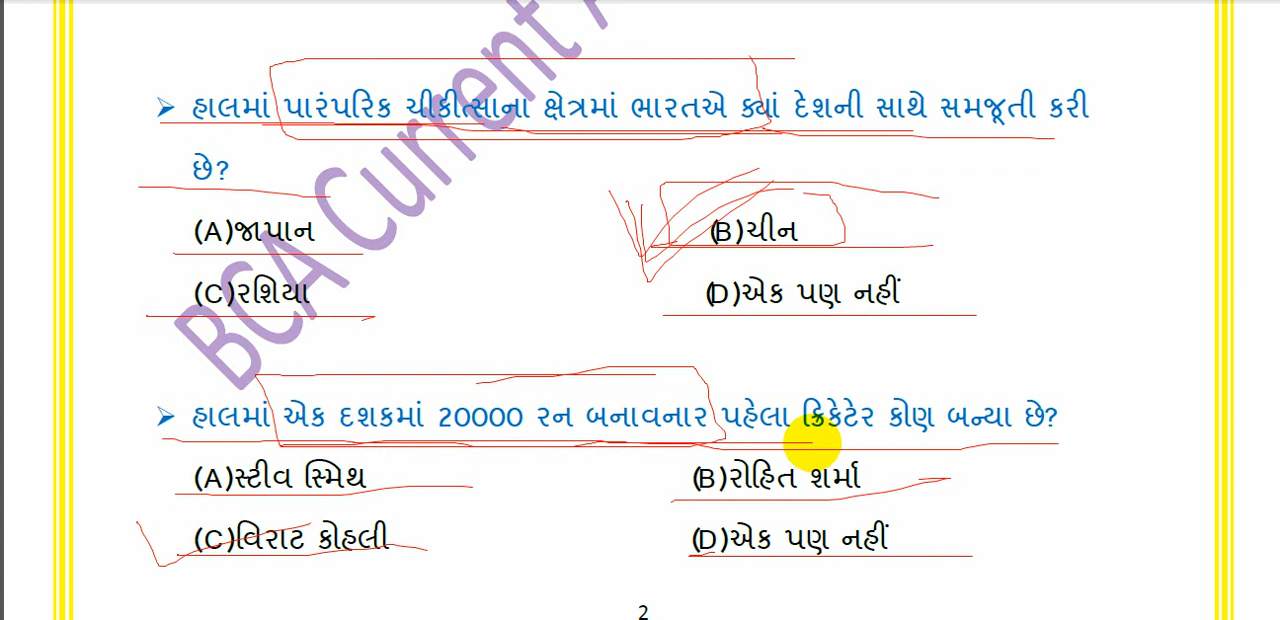 BCA Current A
➢ હાલમાં પારંપરિક ચીકીત્સાના ક્ષેત્રમાં ભારતએ ક્યાં દેશની સાથે સમજૂતી કરી
છે?
(A)જાપાન (B)ચીન
(C)રશિયા (D)એક પણ નહીં
➢ હાલમાં એક દશકમાં 20000 રન બનાવનાર પહેલા ક્રિકેટેર કોણ બન્યા છે?
(A)સ્ટીવ સ્મિથ (B)રોહિત શર્મા
(C)વિરાટ કોહલી (D)એક પણ નહીં
2